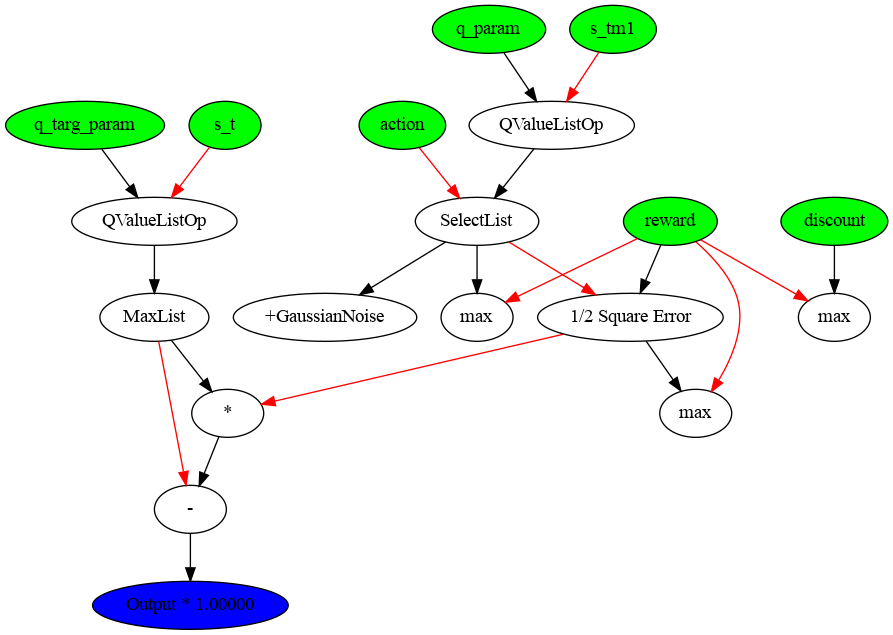 q_param
s_tm1
q_targ_param
s_t
action
QValueListOp
QValueListOp
SelectList
reward
discount
MaxList
+GaussianNoise
max
1/2 Square Error
max
*
max
-
Output * 1.00000